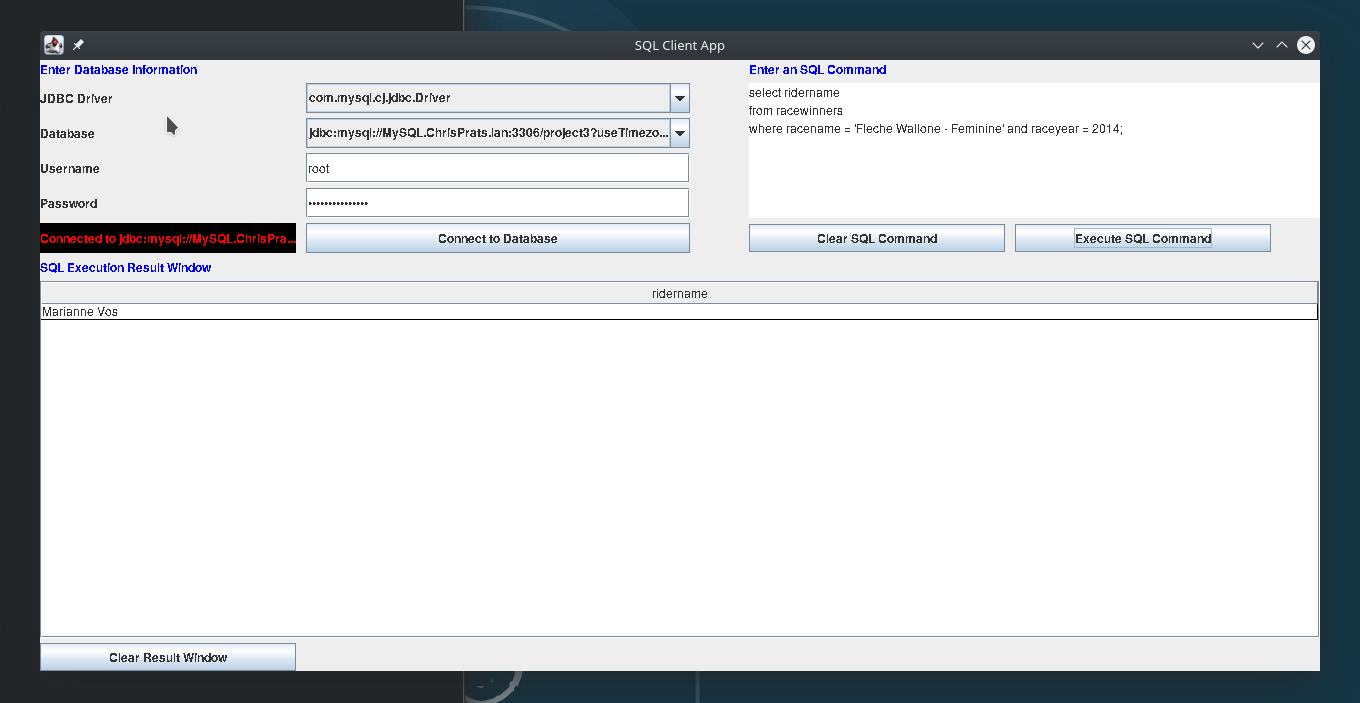 SQL Client App
Enter Database Information
JDBC Driver
com.mysql.cj.jdbc.Driver
Database
jdbc:mysql://MySQL.ChrisPrats.lan:3306/project3?useTimezo...
Username
root
Password
•••••••••••••••
Connected to jdbc:mysql://MySQL.ChrisPra...
Connect to Database
Enter an SQL Command
select ridername
from racewinners
where racename = 'Fleche Wallone - Feminine' and raceyear = 2014;
Clear SQL Command
Execute SQL Command
SQL Execution Result Window
ridername
Marianne Vos
Clear Result Window